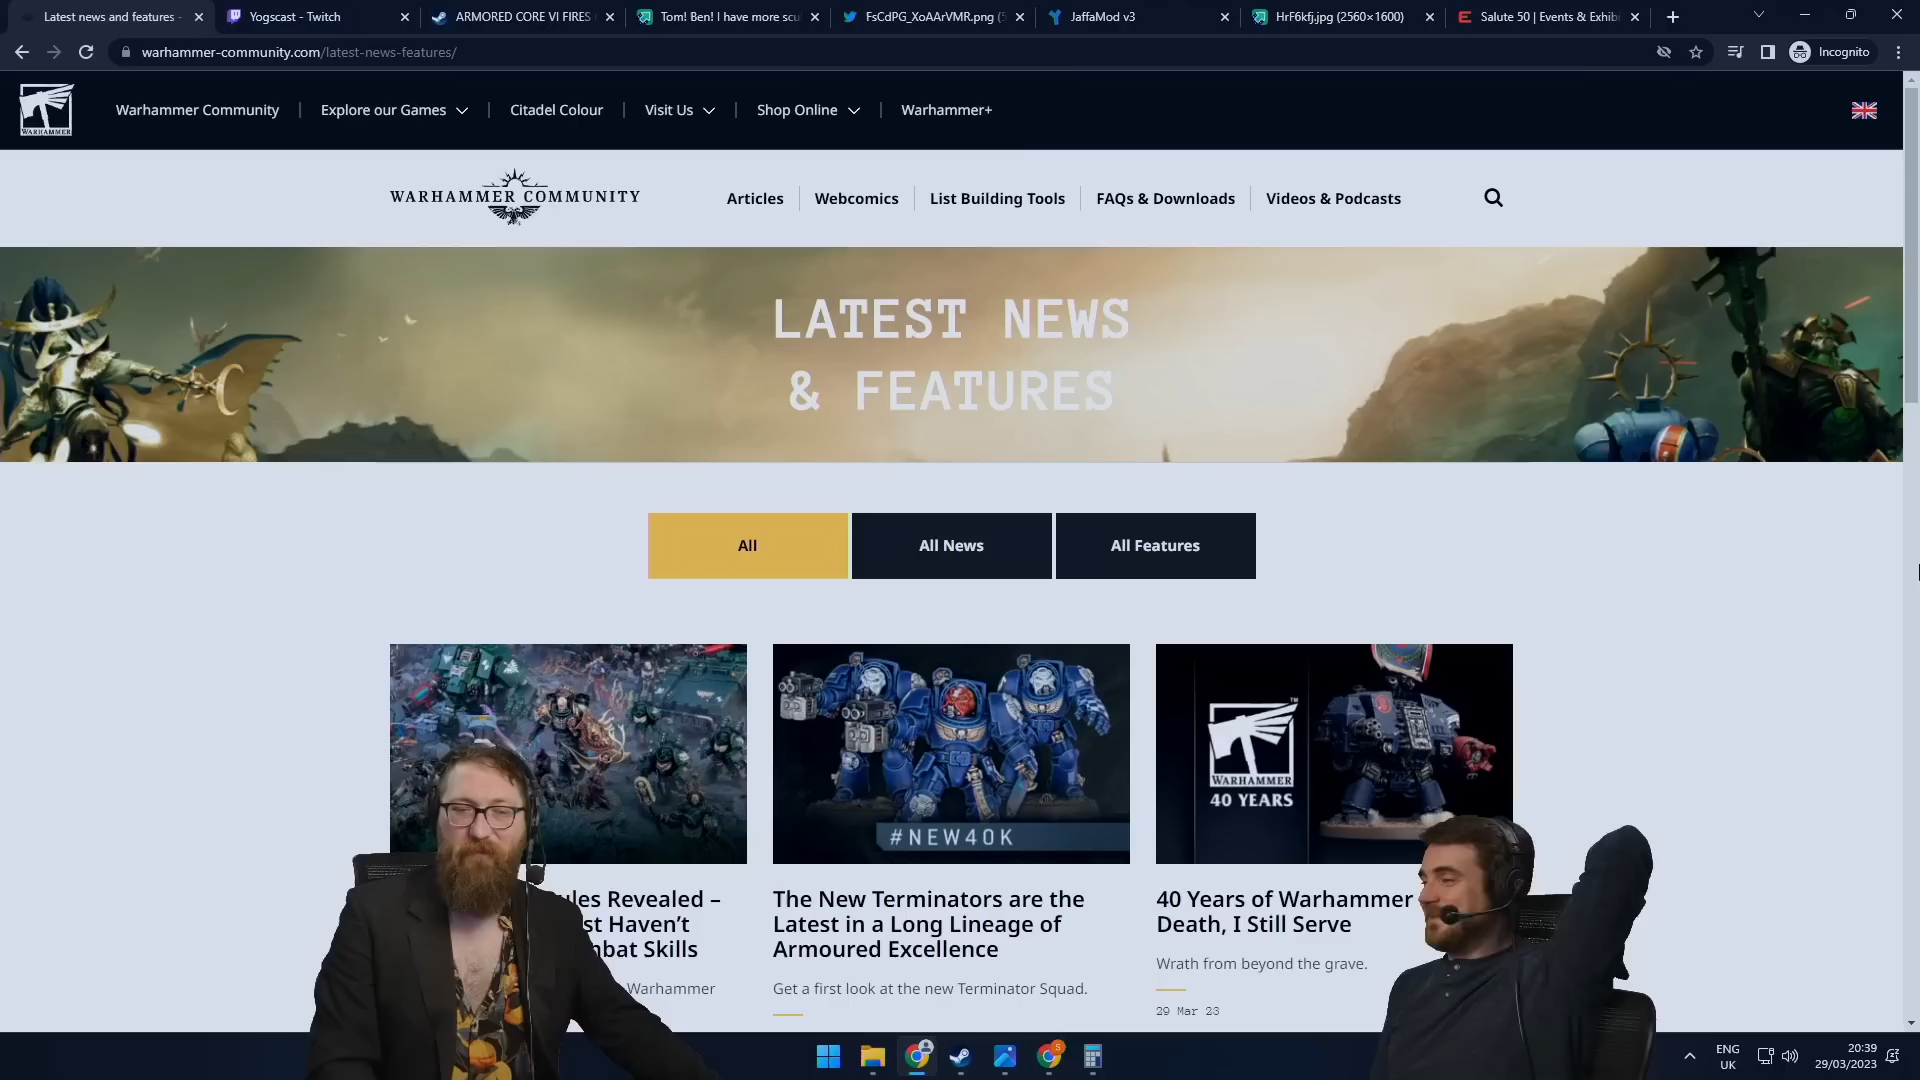 Latest news and features -
Yogscast - Twitch
ARMORED CORE VI FIRES
Tom! Ben! I have more scu
FsCdPG_XoAArVMR.png (5
JaffaMod v3
HrF6kfj.jpg (2560×1600)
Salute 50 | Events & Exhibi
warhammer-community.com/latest-news-features/
Incognito
WARHAMMER
Warhammer Community
Explore our Games
Citadel Colour
Visit Us
Shop Online
Warhammer+
WARHAMMER COMMUNITY
Articles
Webcomics
List Building Tools
FAQs & Downloads
Videos & Podcasts
LATEST NEWS
& FEATURES
All
All News
All Features
#NEW40K
WARHAMMER™
40 YEARS
ules Revealed –
st Haven't
bat Skills
Warhammer
The New Terminators are the
Latest in a Long Lineage of
Armoured Excellence
Get a first look at the new Terminator Squad.
40 Years of Warhammer
Death, I Still Serve
Wrath from beyond the grave.
29 Mar 23
S
ENG
UK
20:39
29/03/2023